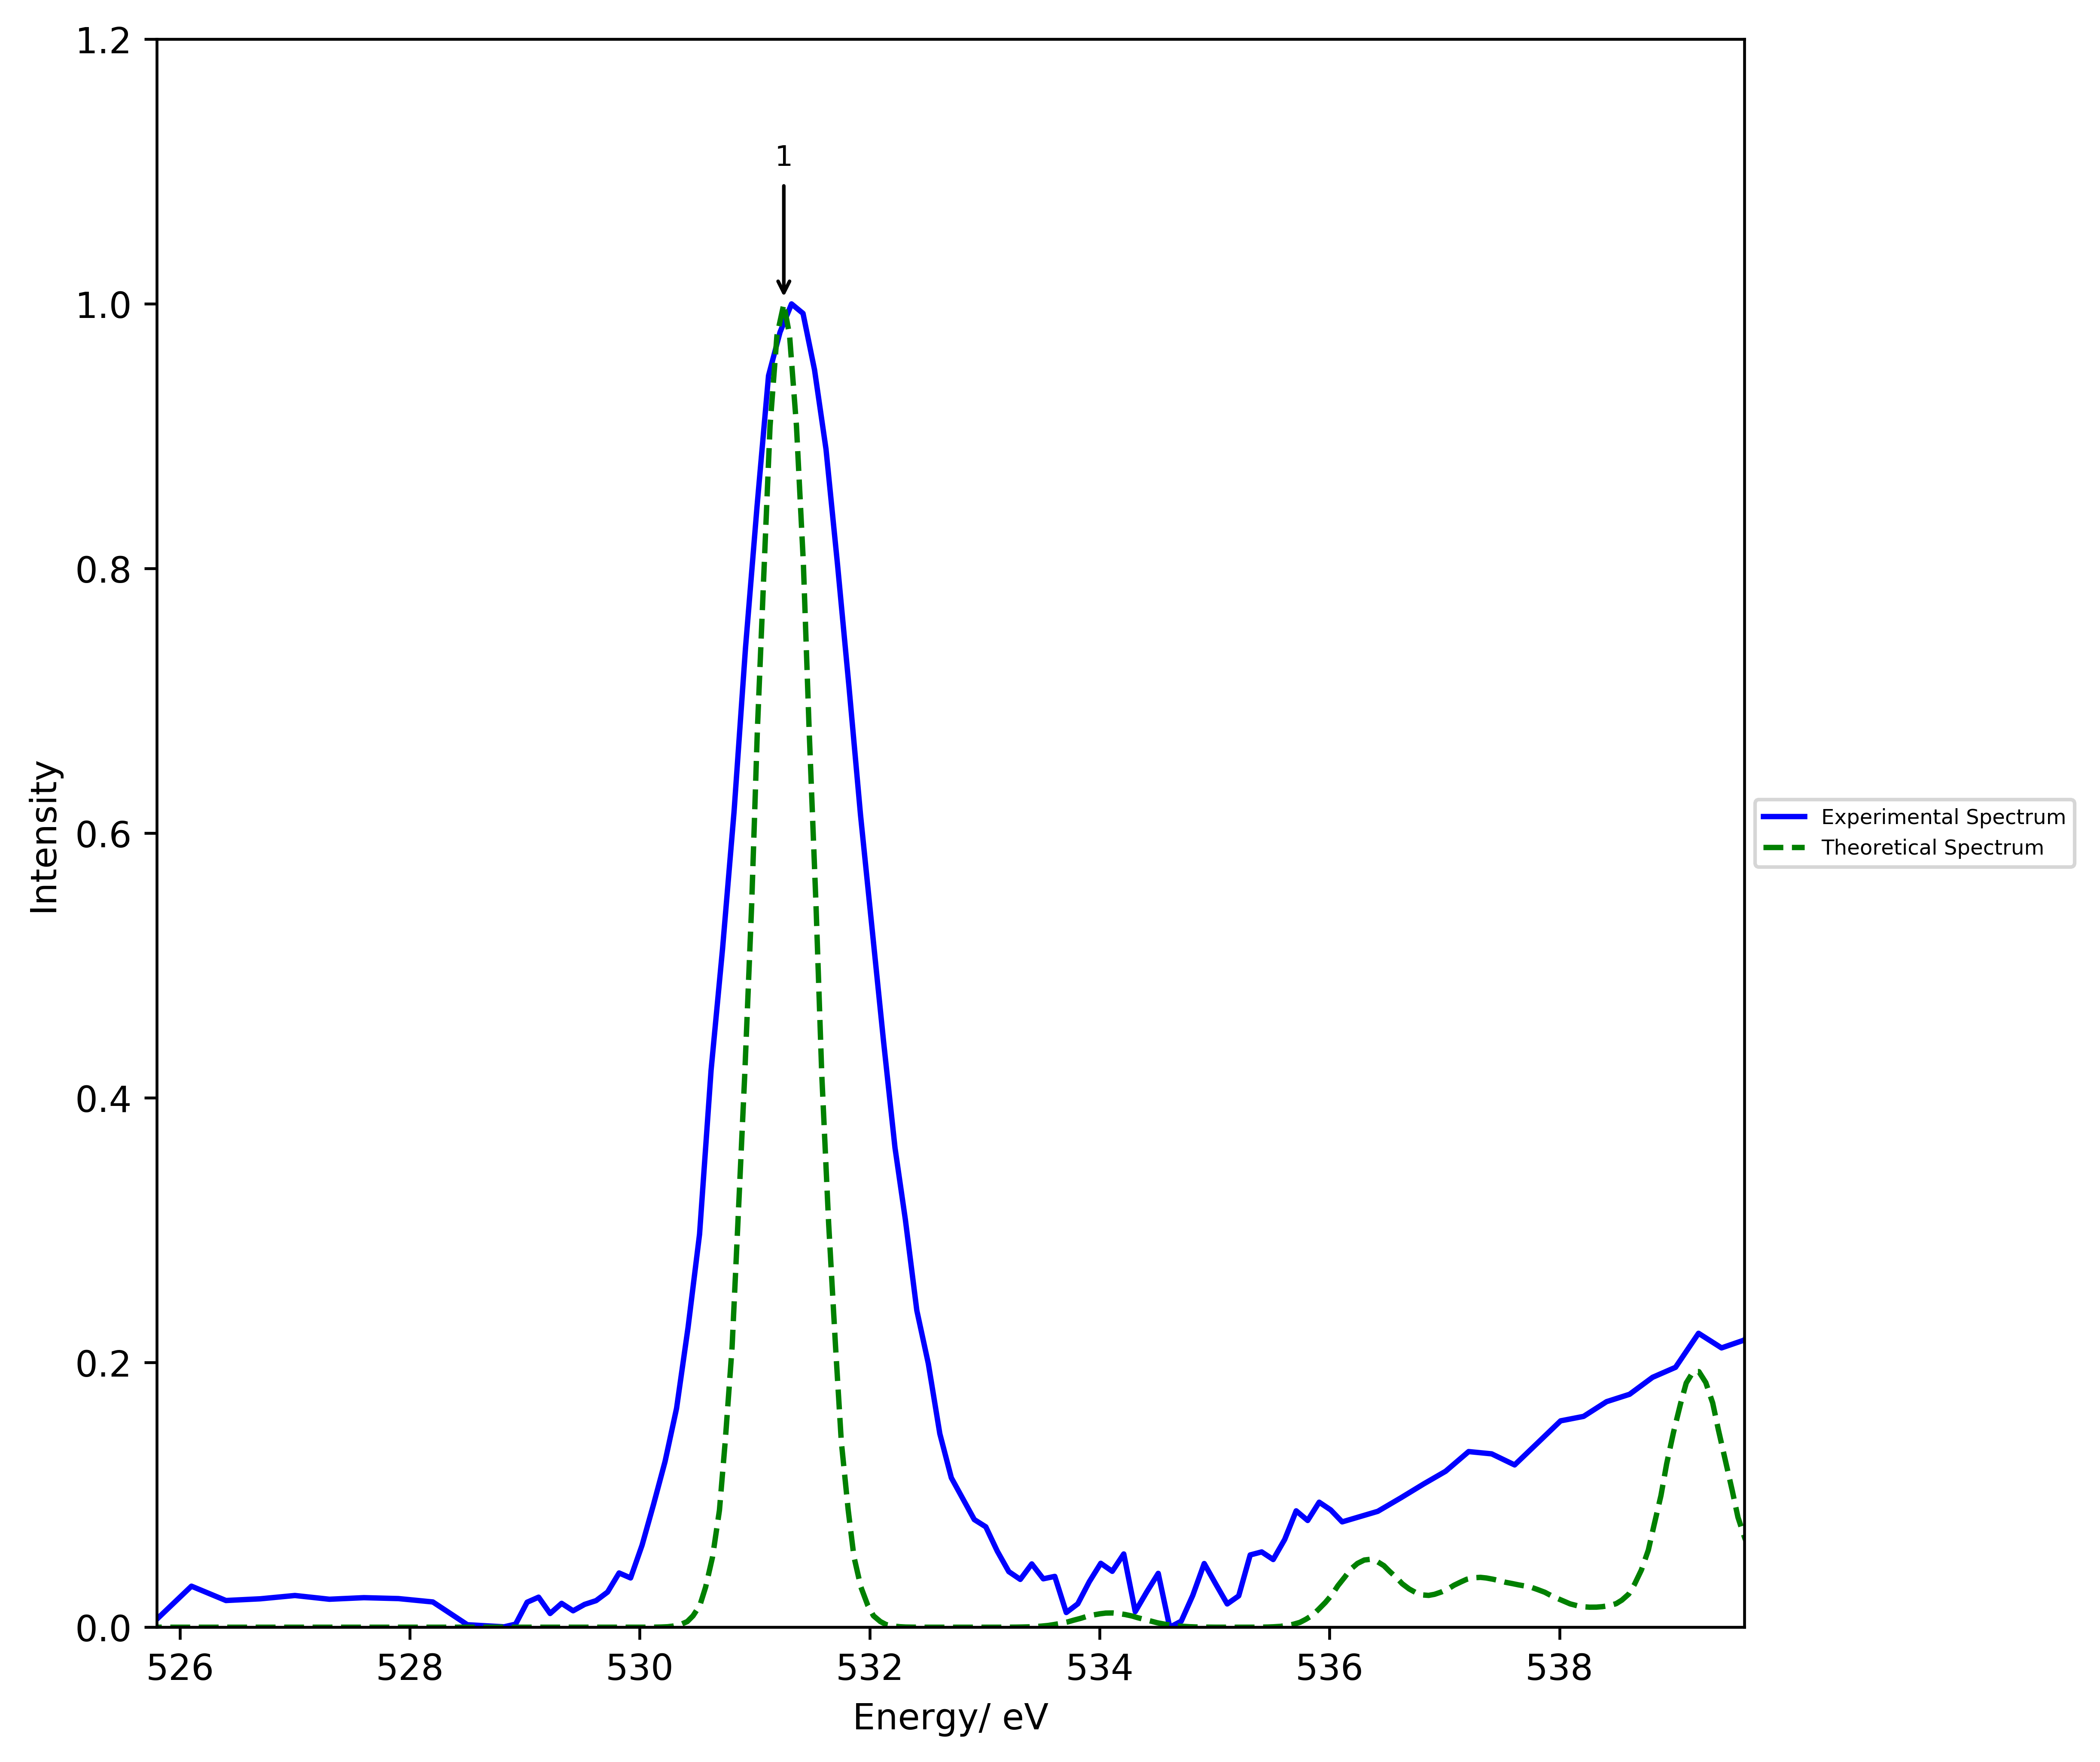 1.2
1
1.0
0.8
0.6
0.4
0.2
0.0
Intensity
526 528 530 532 534 536 538
Energy/ eV
Experimental Spectrum
Theoretical Spectrum